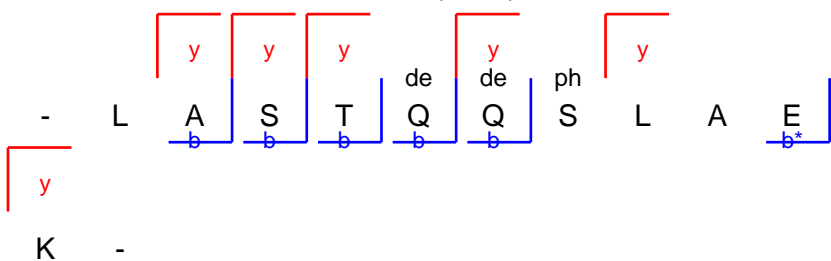 y y y y y
de de ph
- L A S T Q Q S L A E
b b b b b b*
y
K -